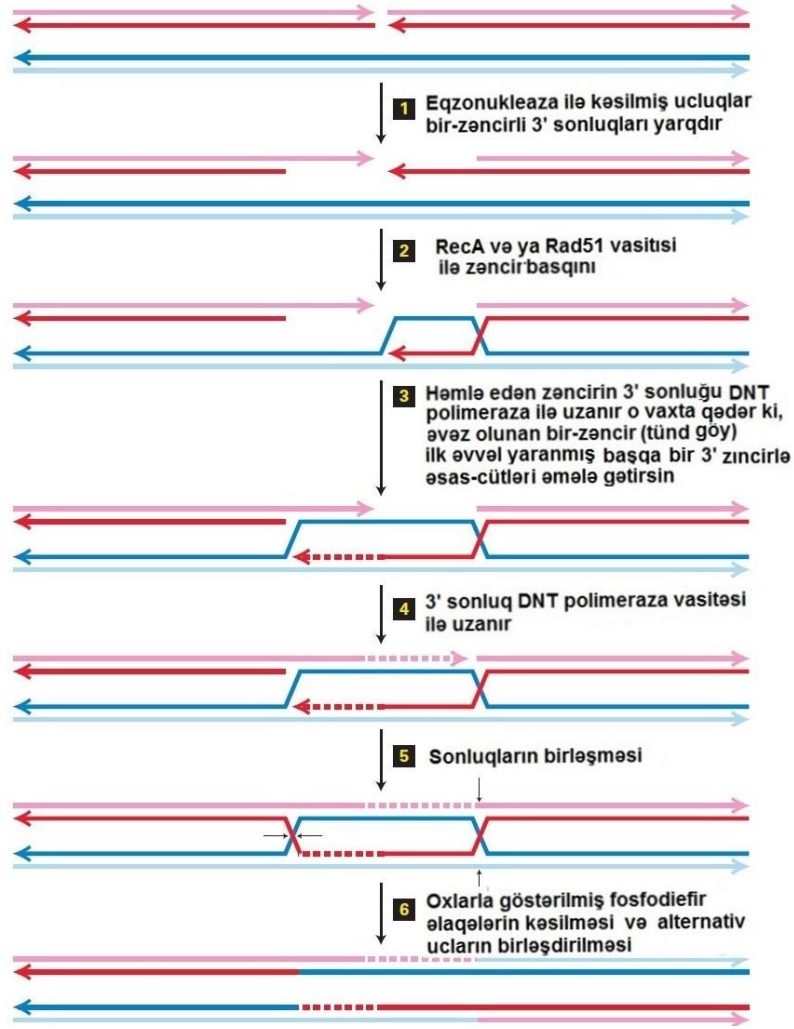 1 Eqzonukleaza ilə kəsilmiş ucluqlar
bir-zəncirli 3' sonluqları yarqdır
2 RecA və ya Rad51 vasitısi
ilə zəncir basqını
3 Həmlə edən zəncirin 3' sonluğu DNT
polimeraza ilə uzanır o vaxta qədər ki,
əvəz olunan bir-zəncir (tünd göy)
ilk əvvəl yaranmış başqa bir 3' zıncirlə
əsas-cütləri əmələ gətirsin
4 3' sonluq DNT polimeraza vasitəsi
ilə uzanır
5 Sonluqların birləşməsi
6 Oxlarla göstərilmiş fosfodiefir
əlaqələrin kəsilməsi və alternativ
ucların birləşdirilməsi